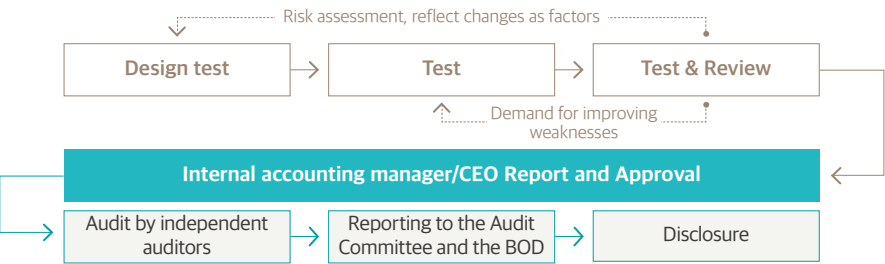 Risk assessment, reflect changes as factors
Design test
Test
Test & Review
Demand for improving
weaknesses
Internal accounting manager/CEO Report and Approval
Audit by independent
auditors
Reporting to the Audit
Committee and the BOD
Disclosure